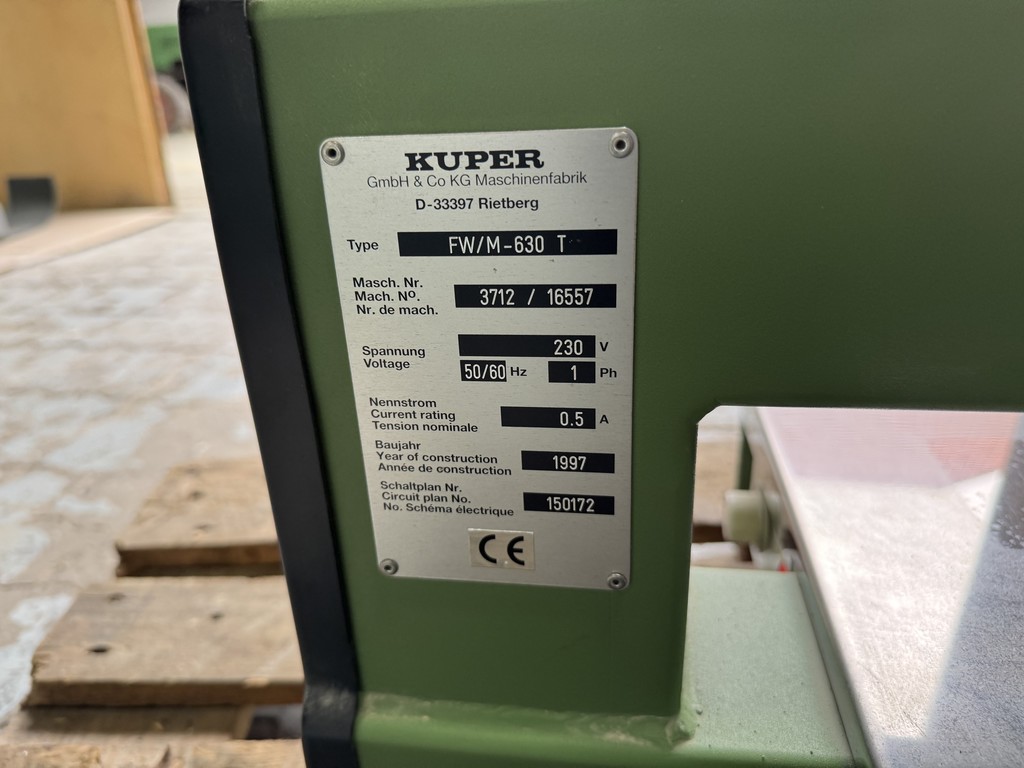 KUPER
GmbH & Co KG Maschinenfabrik
D-33397 Rietberg
Type FW/M-630 T
Masch. Nr.
Mach. Nº. 3712 / 16557
Nr. de mach.
Spannung 230 V
Voltage 50/60 Hz 1 Ph
Nennstrom
Current rating 0.5 A
Tension nominale
Baujahr
Year of construction 1997
Année de construction
Schaltplan Nr.
Circuit plan No. 150172
No. Schéma électrique
CE